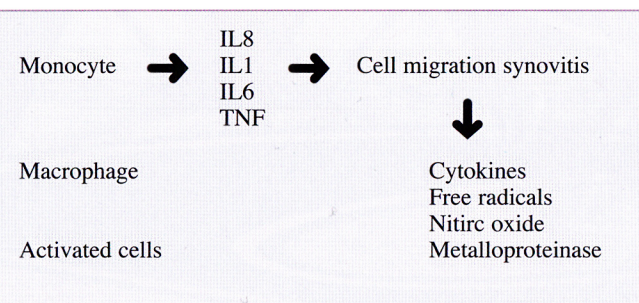 IL8
Monocyte IL1 Cell migration synovitis
IL6
TNF
Macrophage Cytokines
Free radicals
Nitirc oxide
Activated cells Metalloproteinase